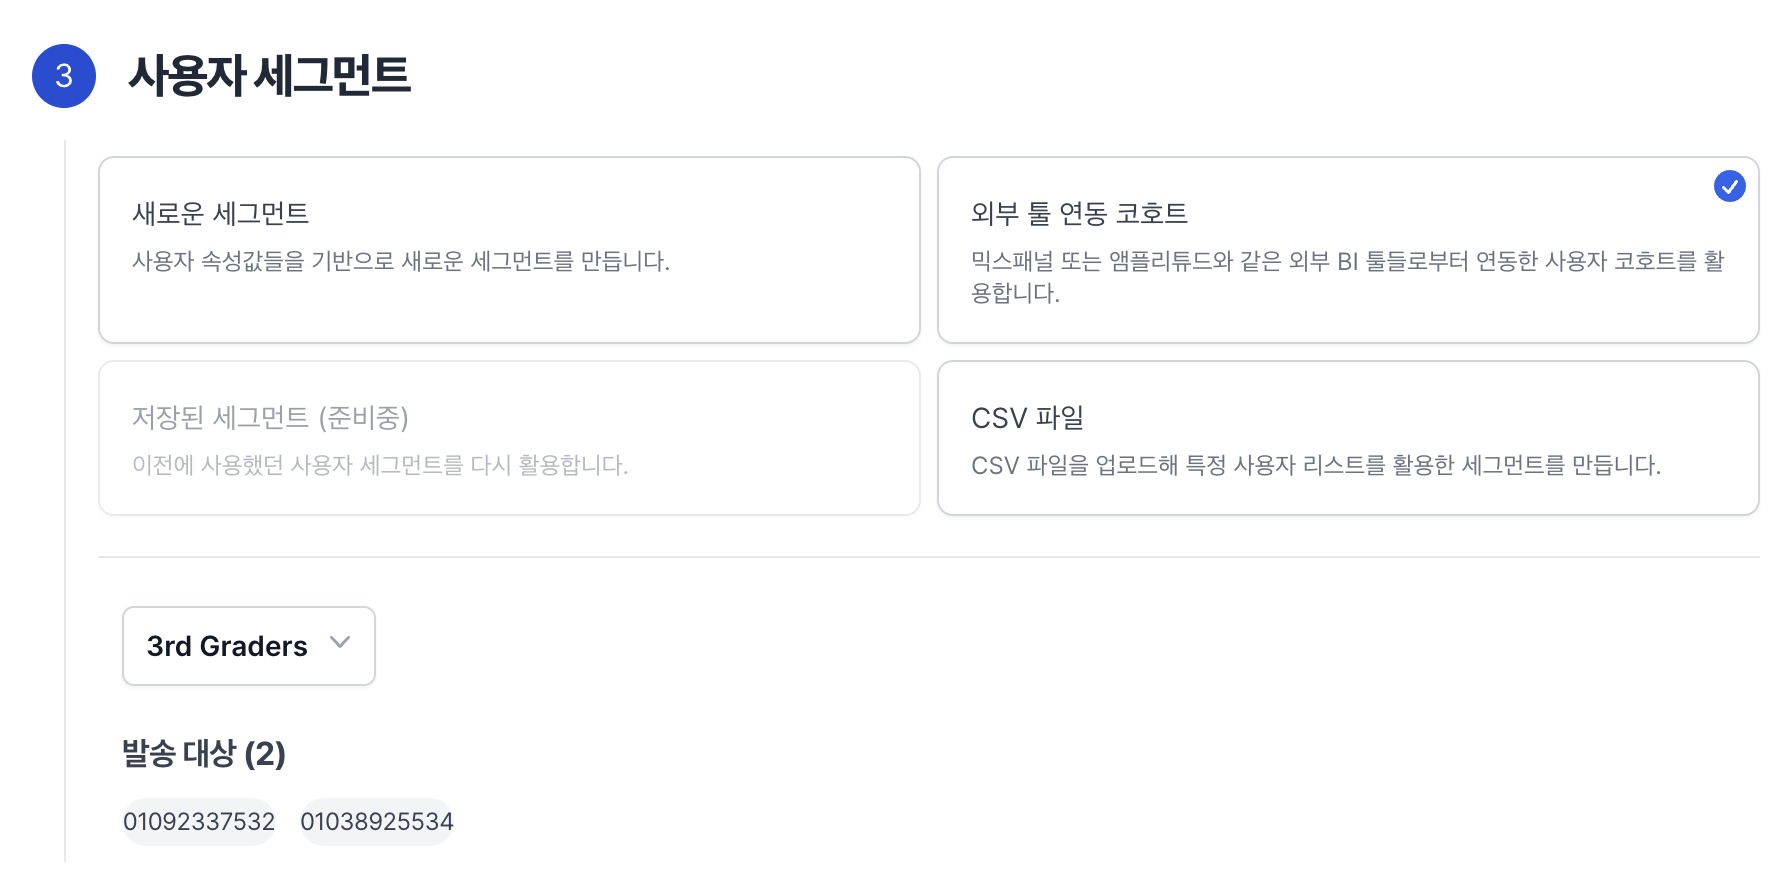 3
사용자 세그먼트
새로운 세그먼트
사용자 속성값들을 기반으로 새로운 세그먼트를 만듭니다.
외부 툴 연동 코호트
믹스패널 또는 앰플리튜드와 같은 외부 BI 툴들로부터 연동한 사용자 코호트를 활
용합니다.
저장된 세그먼트 (준비중)
이전에 사용했던 사용자 세그먼트를 다시 활용합니다.
CSV 파일
CSV 파일을 업로드해 특정 사용자 리스트를 활용한 세그먼트를 만듭니다.
3rd Graders
발송 대상 (2)
01092337532 01038925534